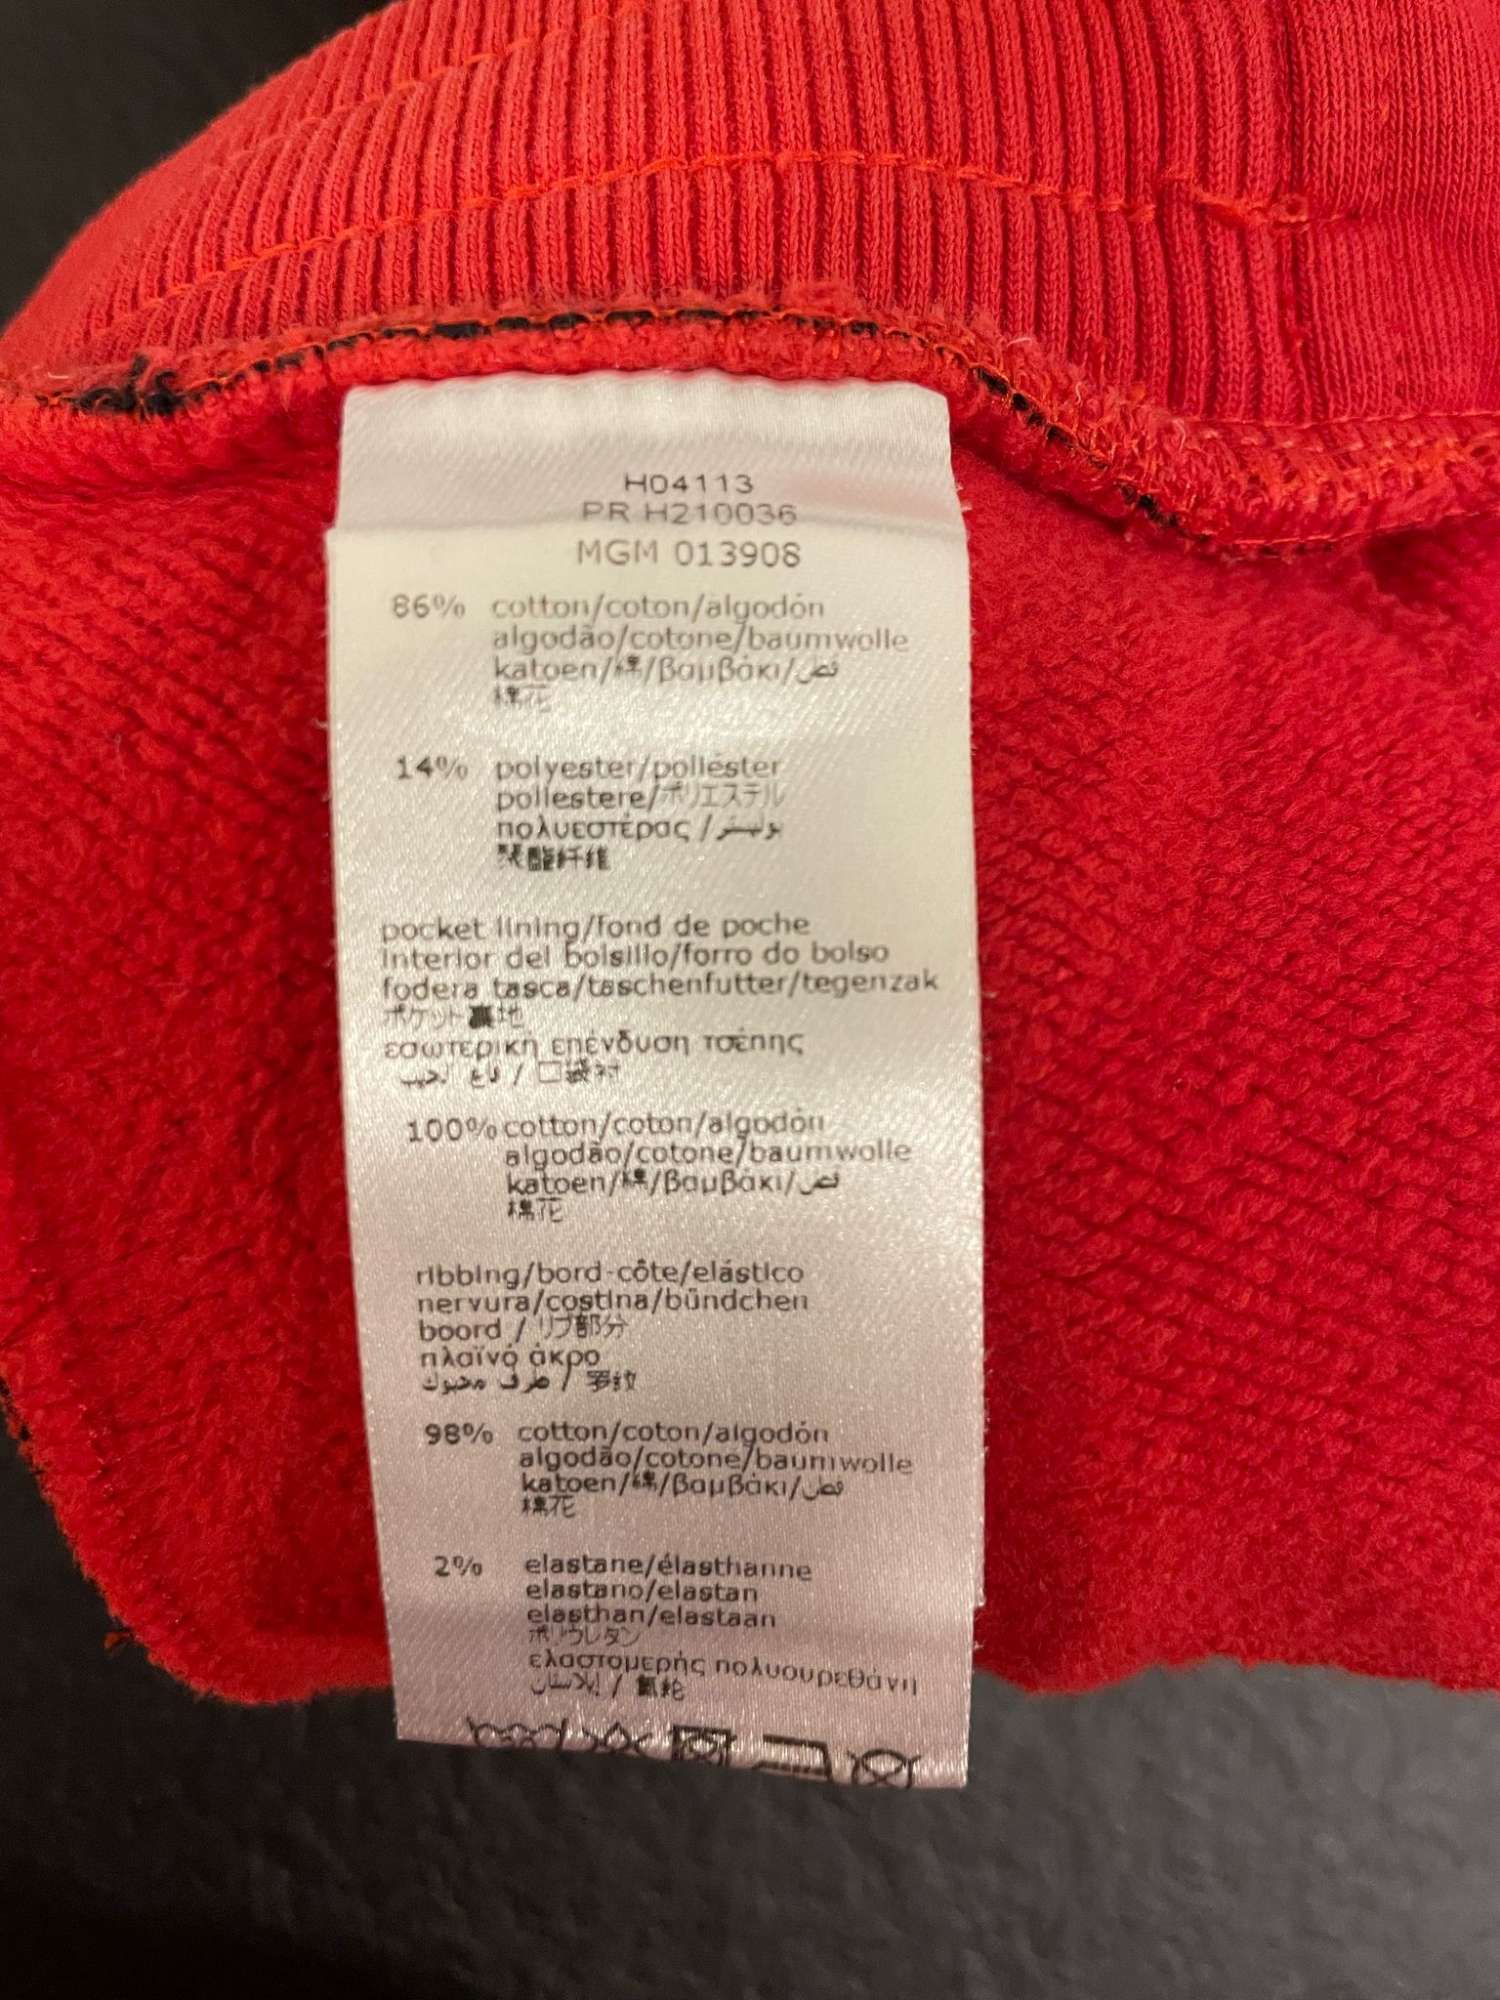 H04113
PR H210036
MGM 013908
86% cotton/coton/algodón
algodão/cotone/baumwolle
katoen/綿/βαμβάκι/قطن
棉花
14% polyester/poliéster
poliestere/ポリエステル
πολυεστέρας / بوليستر
聚酯纤维
pocket lining/fond de poche
interior del bolsillo/forro do bolso
fodera tasca/taschenfutter/tegenzak
ポケット裏地
εσωτερική επένδυση τσέπης
/ 口袋衬
100% cotton/coton/algodón
algodão/cotone/baumwolle
katoen/綿/βαμβάκι/قطن
棉花
ribbing/bord-côte/elástico
nervura/costina/bündchen
boord / リブ部分
πλαϊνό άκρο
طرف محبوك / 罗纹
98% cotton/coton/algodón
algodão/cotone/baumwolle
katoen/綿/βαμβάκι/قطن
棉花
2% elastane/élasthanne
elastano/elastan
elasthan/elastaan
ポリウレタン
ελαστομερής πολυουρεθάνη
/ 氨纶